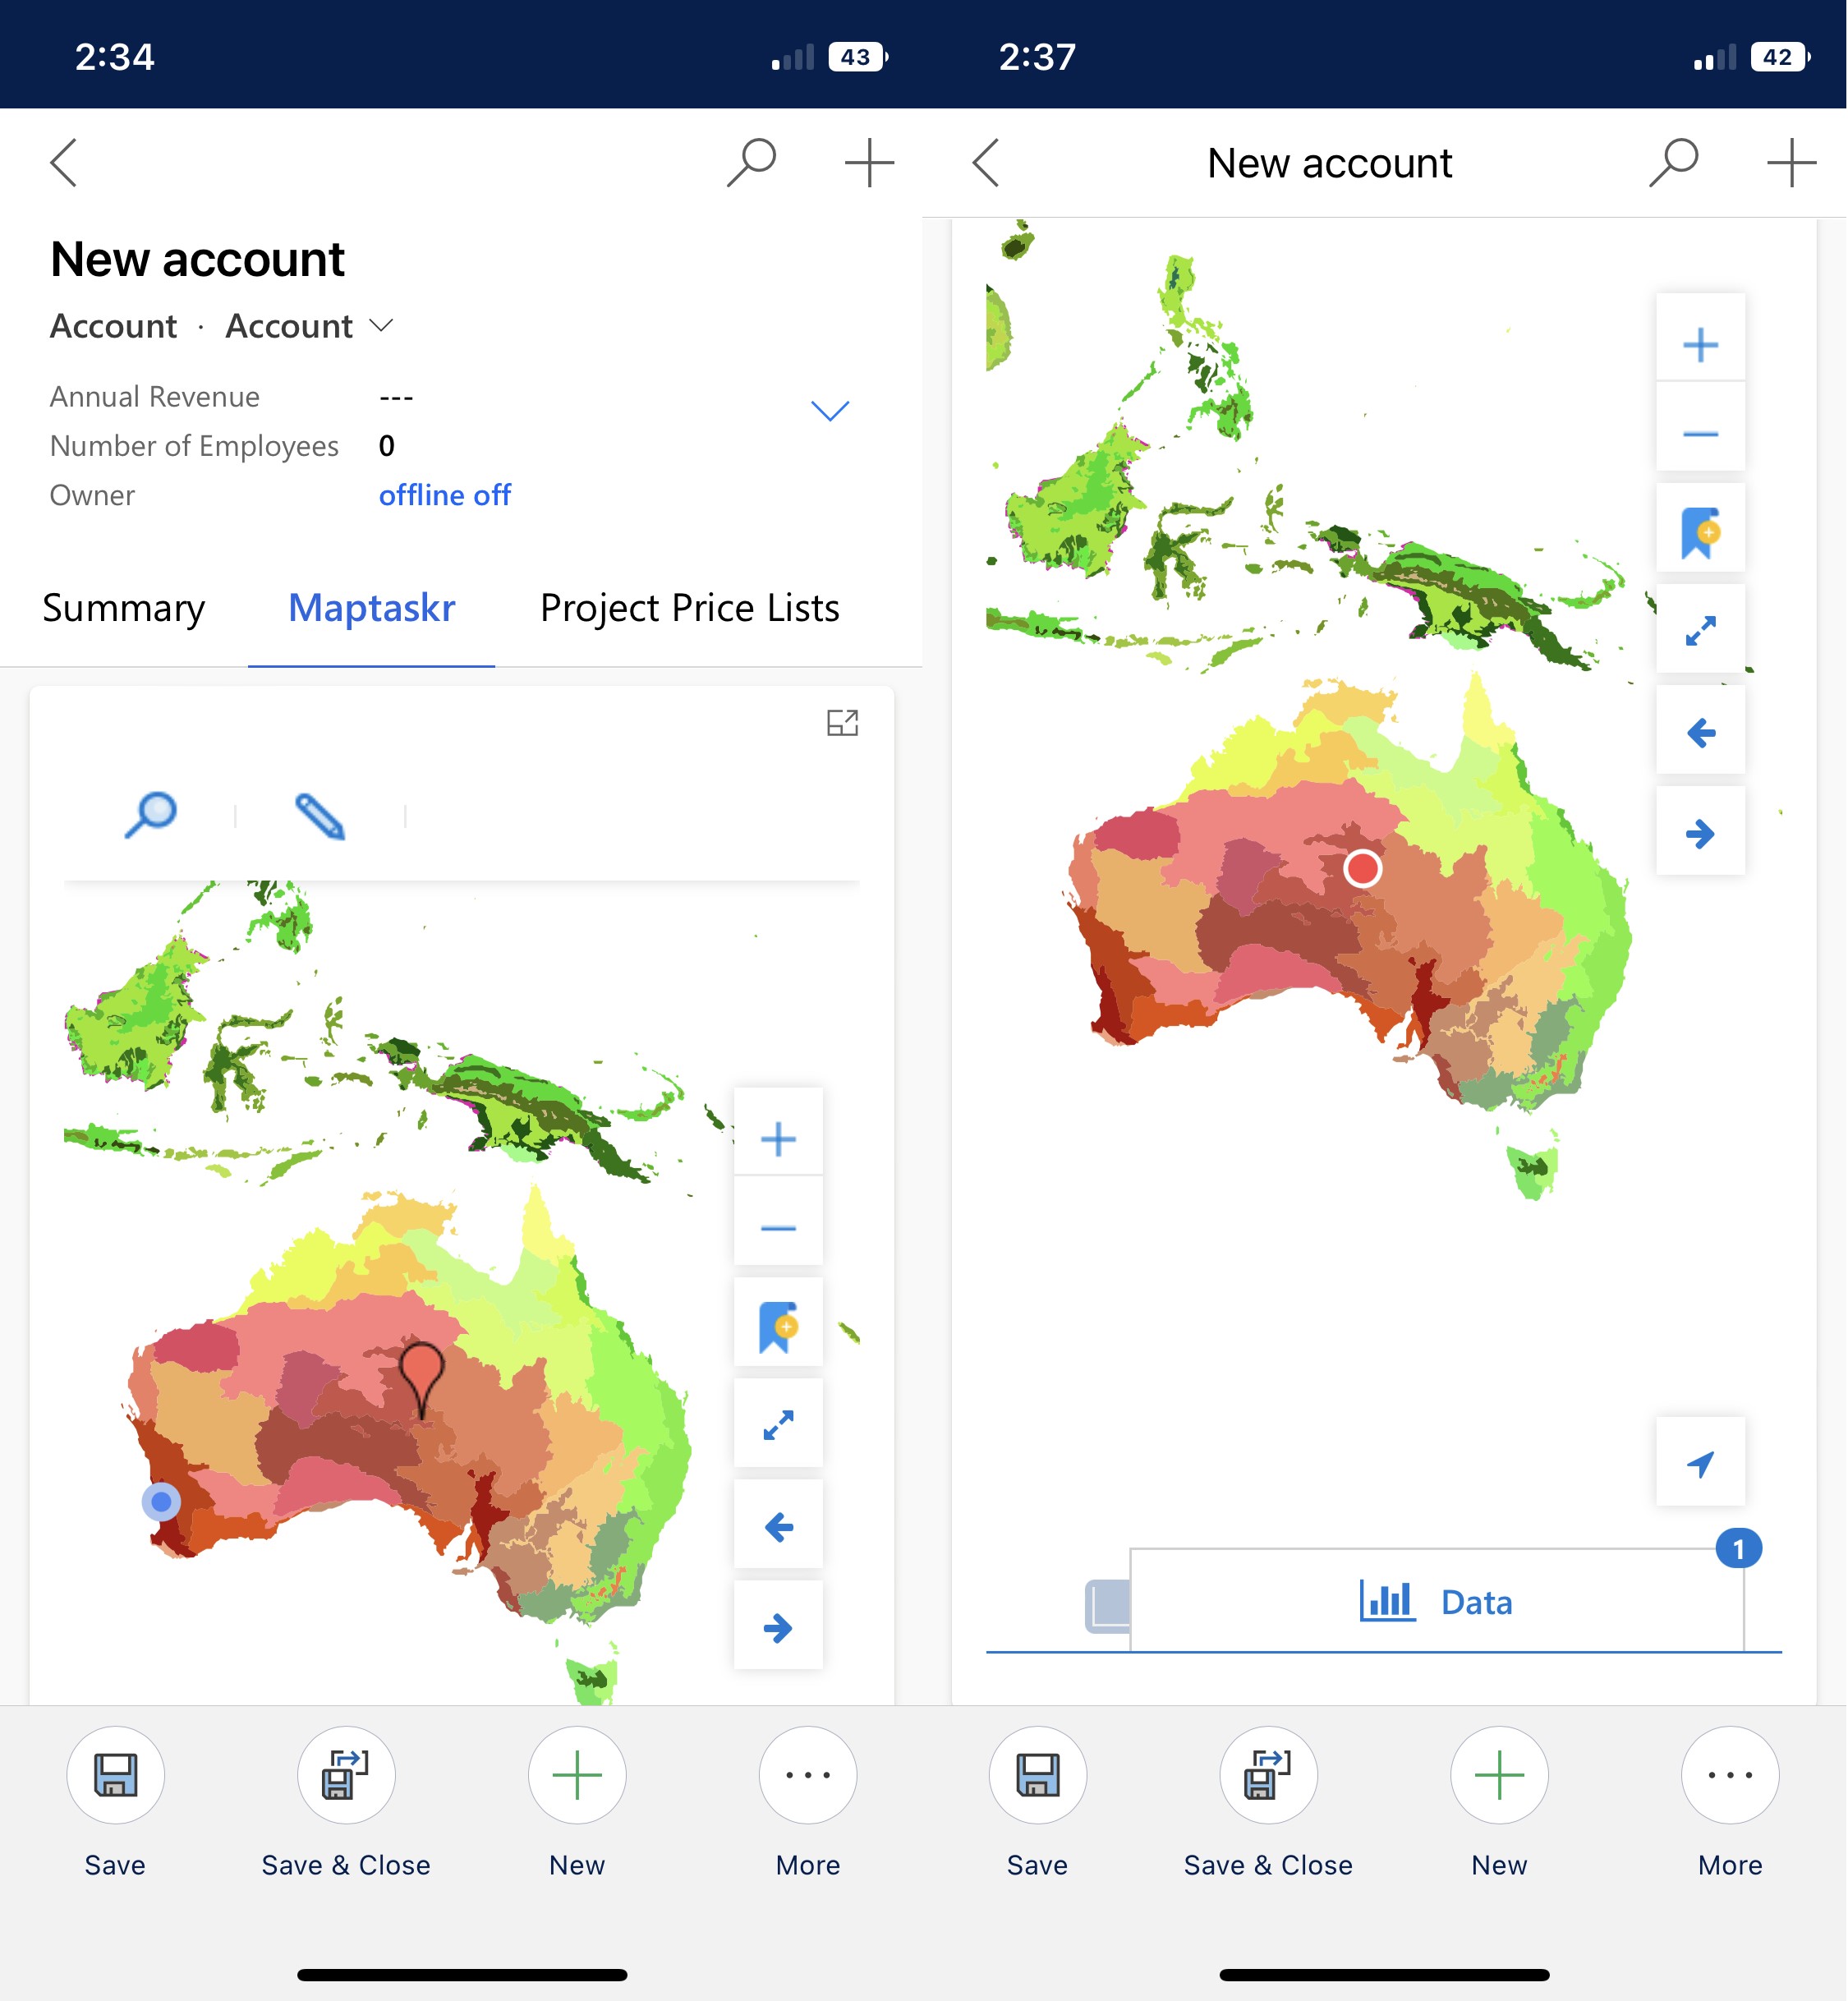 2:34
43
New account
Account · Account
Annual Revenue ---
Number of Employees 0
Owner offline off
Summary Maptaskr Project Price Lists
Save Save & Close New More
2:37
42
New account
1
Data
Save Save & Close New More